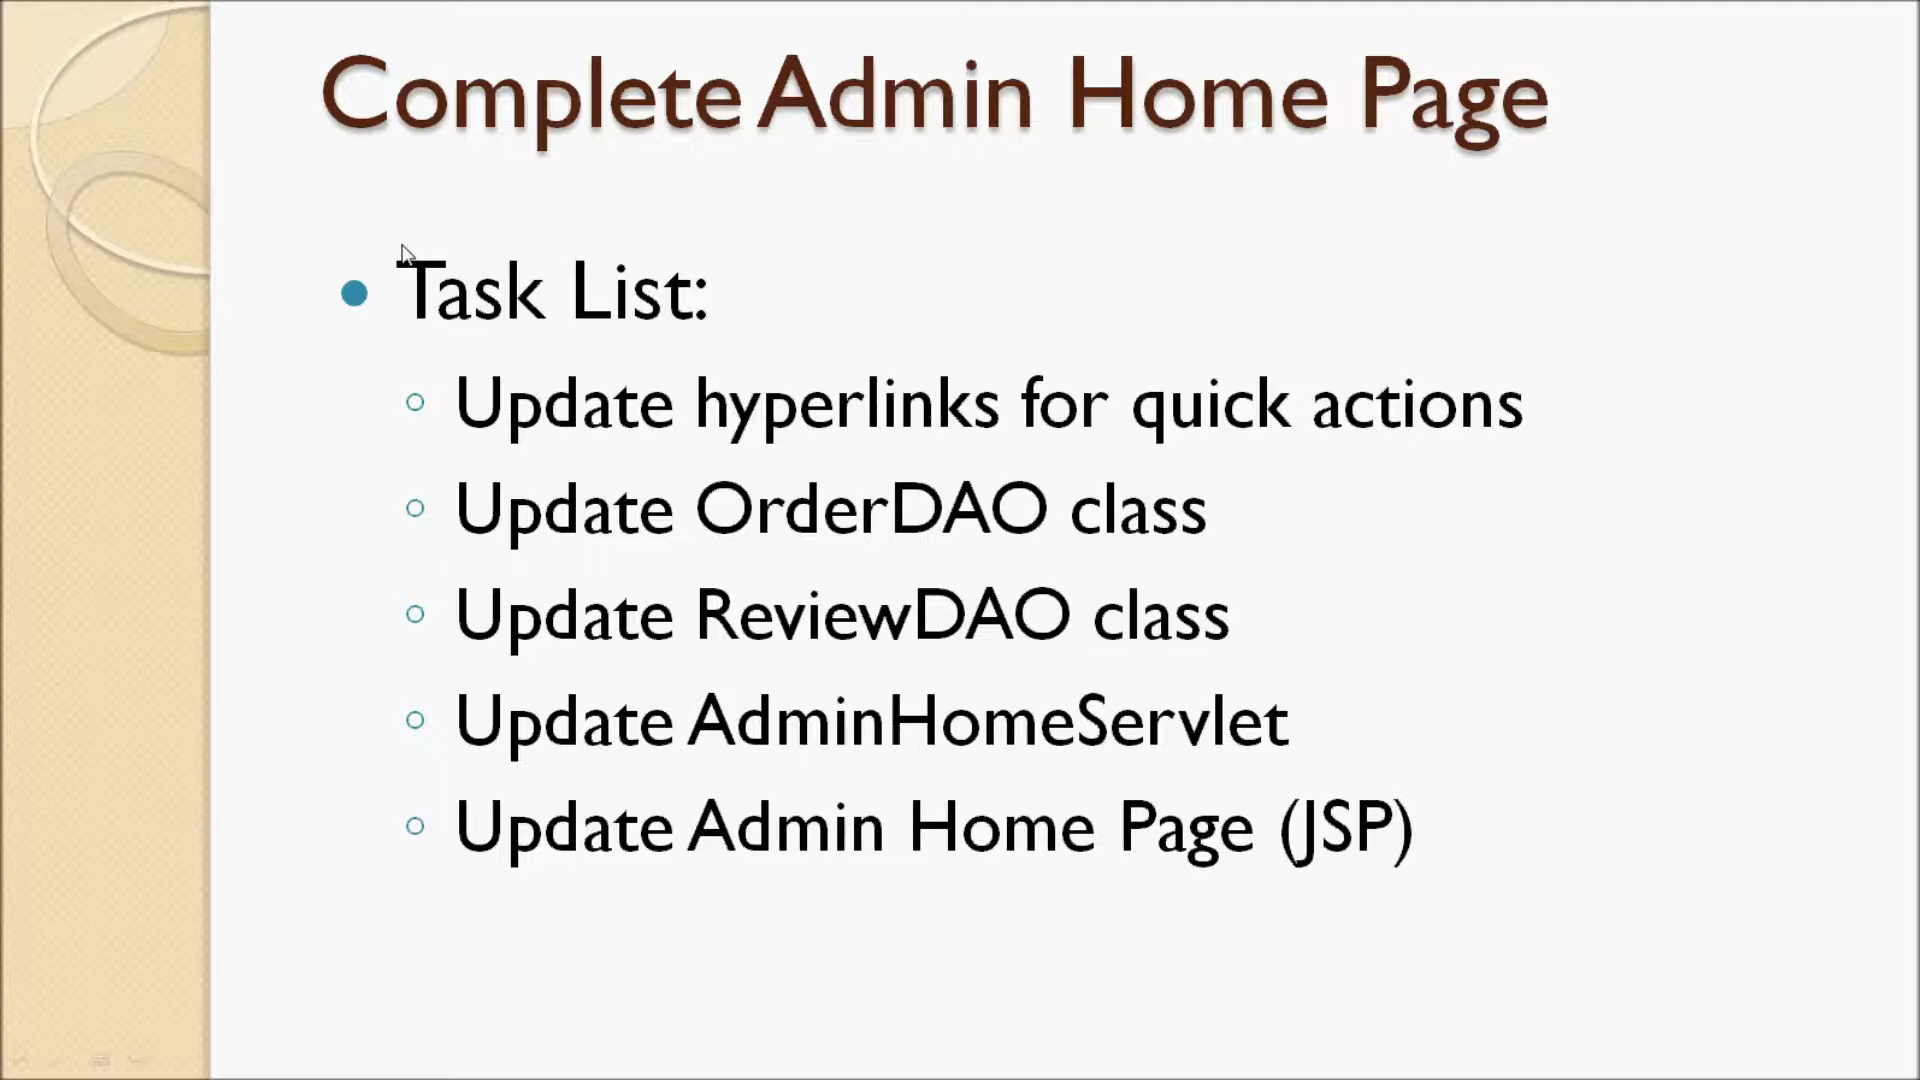 Complete Admin Home Page
Task List:
Update hyperlinks for quick actions
Update OrderDAO class
Update ReviewDAO class
Update AdminHomeServlet
Update Admin Home Page (JSP)